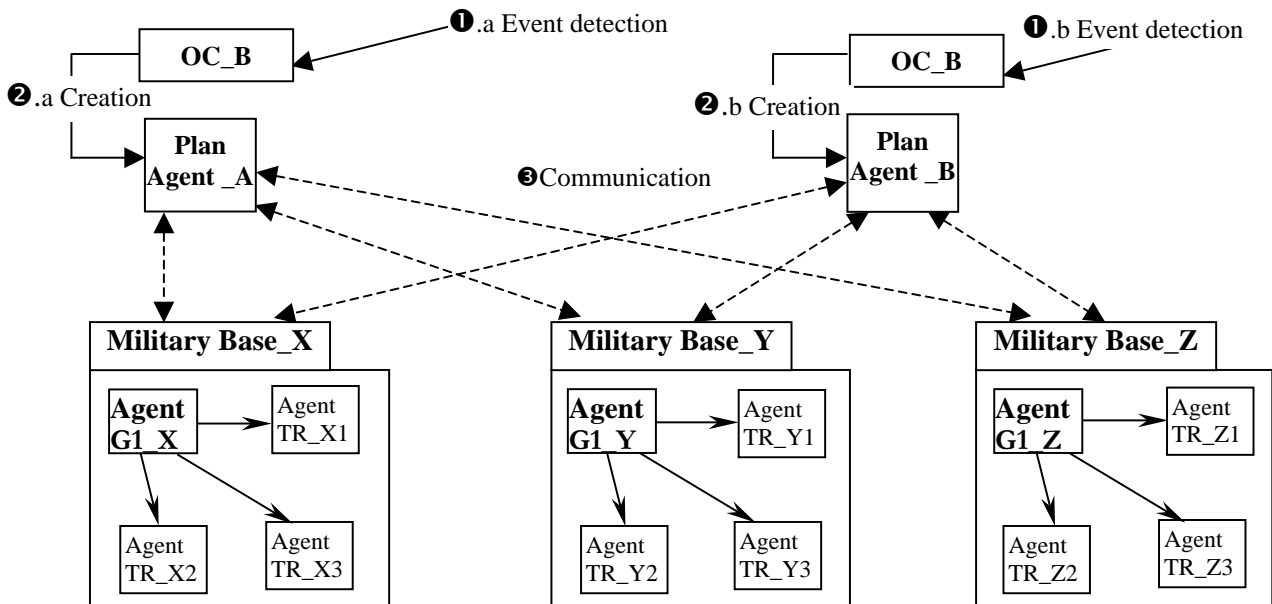 ❶.a Event detection
OC_B
❷.a Creation
Plan
Agent _A
❶.b Event detection
OC_B
❷.b Creation
Plan
Agent _B
❸Communication
Military Base_X
Agent
G1_X
Agent
TR_X1
Agent
TR_X2
Agent
TR_X3
Military Base_Y
Agent
G1_Y
Agent
TR_Y1
Agent
TR_Y2
Agent
TR_Y3
Military Base_Z
Agent
G1_Z
Agent
TR_Z1
Agent
TR_Z2
Agent
TR_Z3